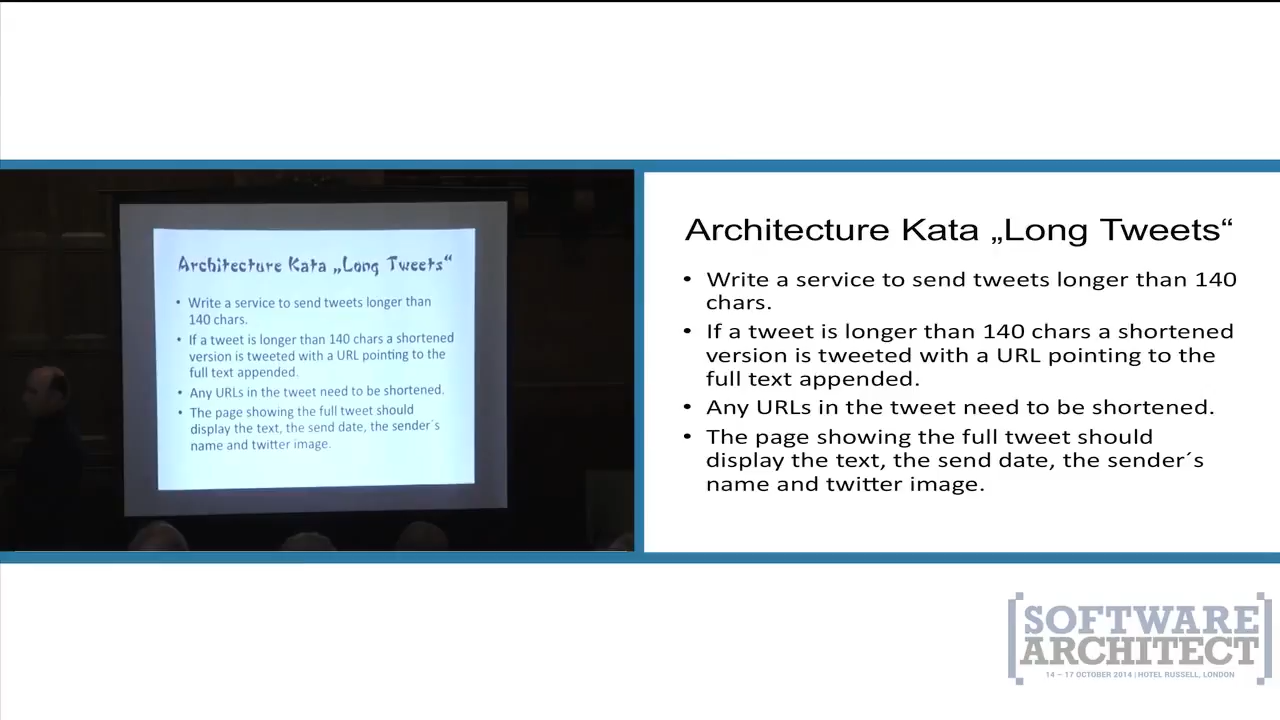 Architecture Kata „Long Tweets“
• Write a service to send tweets longer than
140 chars.
• If a tweet is longer than 140 chars a shortened
version is tweeted with a URL pointing to the
full text appended.
• Any URLs in the tweet need to be shortened.
• The page showing the full tweet should
display the text, the send date, the sender´s
name and twitter image.
Architecture Kata „Long Tweets“
• Write a service to send tweets longer than 140
chars.
• If a tweet is longer than 140 chars a shortened
version is tweeted with a URL pointing to the
full text appended.
• Any URLs in the tweet need to be shortened.
• The page showing the full tweet should
display the text, the send date, the sender´s
name and twitter image.
[SOFTWARE
ARCHITECT]
14 – 17 OCTOBER 2014 | HOTEL RUSSELL, LONDON